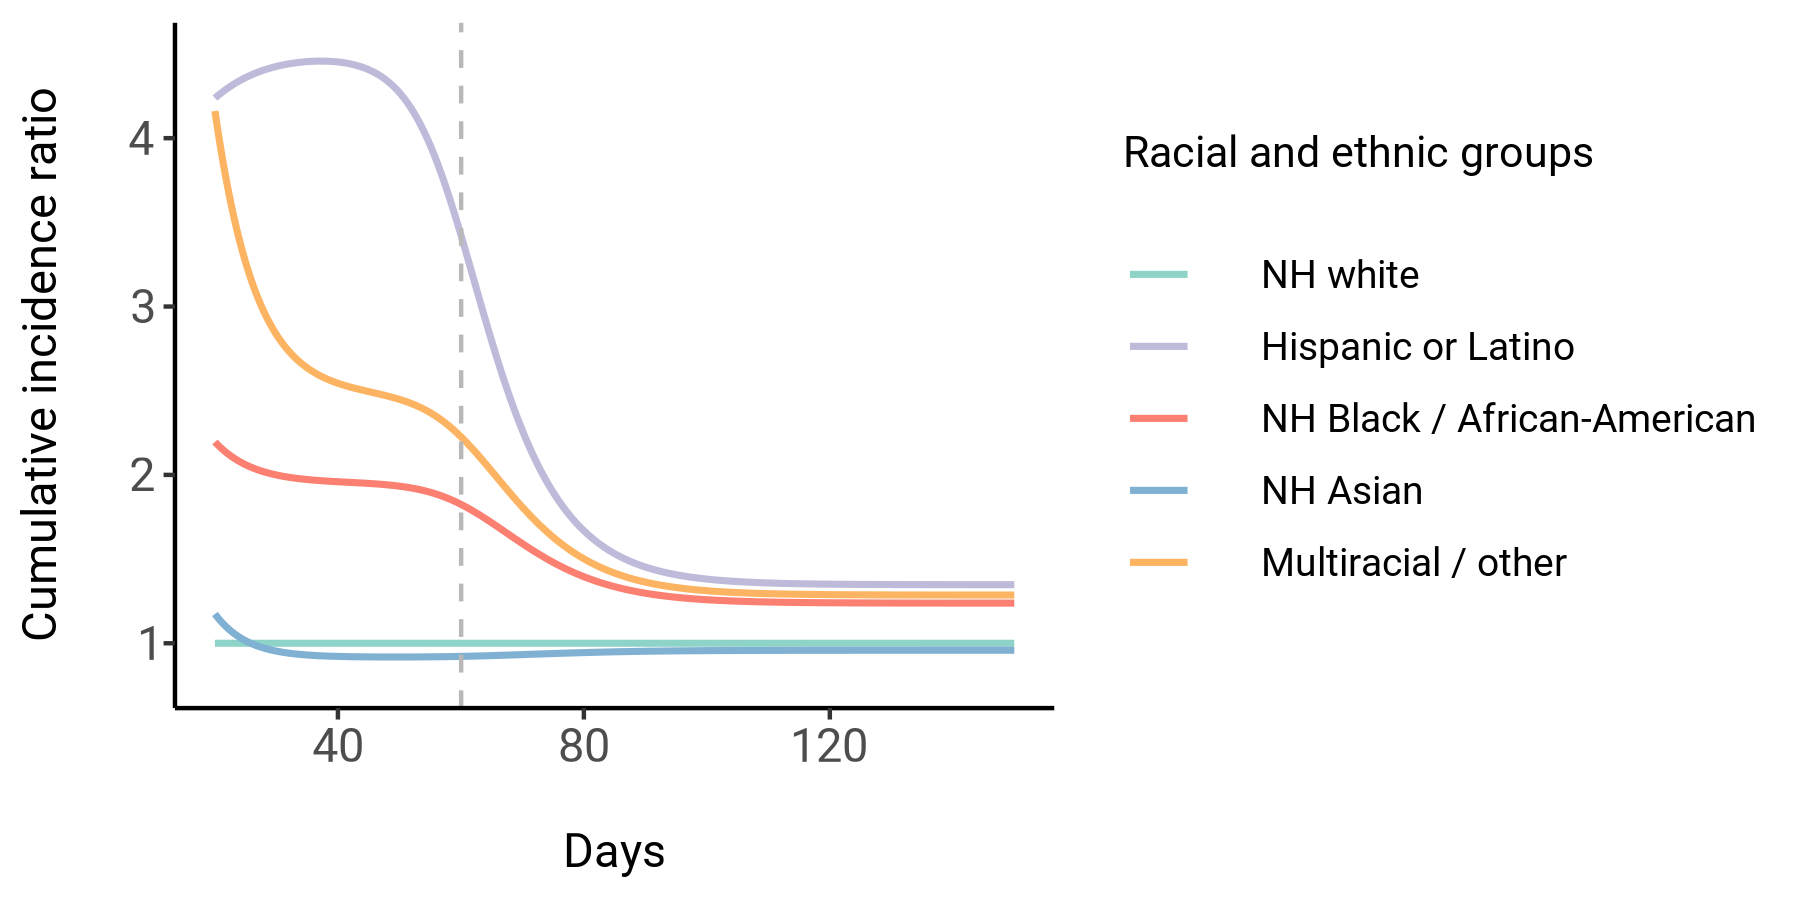 Cumulative incidence ratio
4
3
2
1
40 80 120
Days
Racial and ethnic groups
NH white
Hispanic or Latino
NH Black / African-American
NH Asian
Multiracial / other